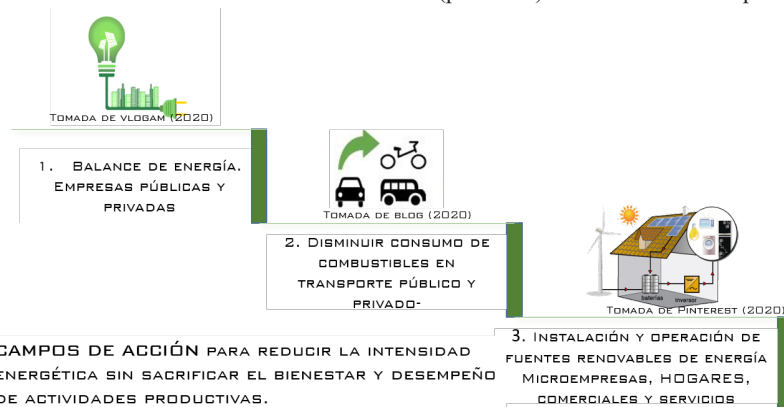 TOMADA DE VLOGAM (2020)
1. BALANCE DE ENERGÍA.
EMPRESAS PÚBLICAS Y
PRIVADAS
TOMADA DE BLOG (2020)
2. DISMINUIR CONSUMO DE
COMBUSTIBLES EN
TRANSPORTE PÚBLICO Y
PRIVADO-
baterías inversor
TOMADA DE PINTEREST (2020)
3. INSTALACIÓN Y OPERACIÓN DE
FUENTES RENOVABLES DE ENERGÍA
MICROEMPRESAS, HOGARES,
COMERCIALES Y SERVICIOS
CAMPOS DE ACCIÓN PARA REDUCIR LA INTENSIDAD
ENERGÉTICA SIN SACRIFICAR EL BIENESTAR Y DESEMPEÑO
DE ACTIVIDADES PRODUCTIVAS.